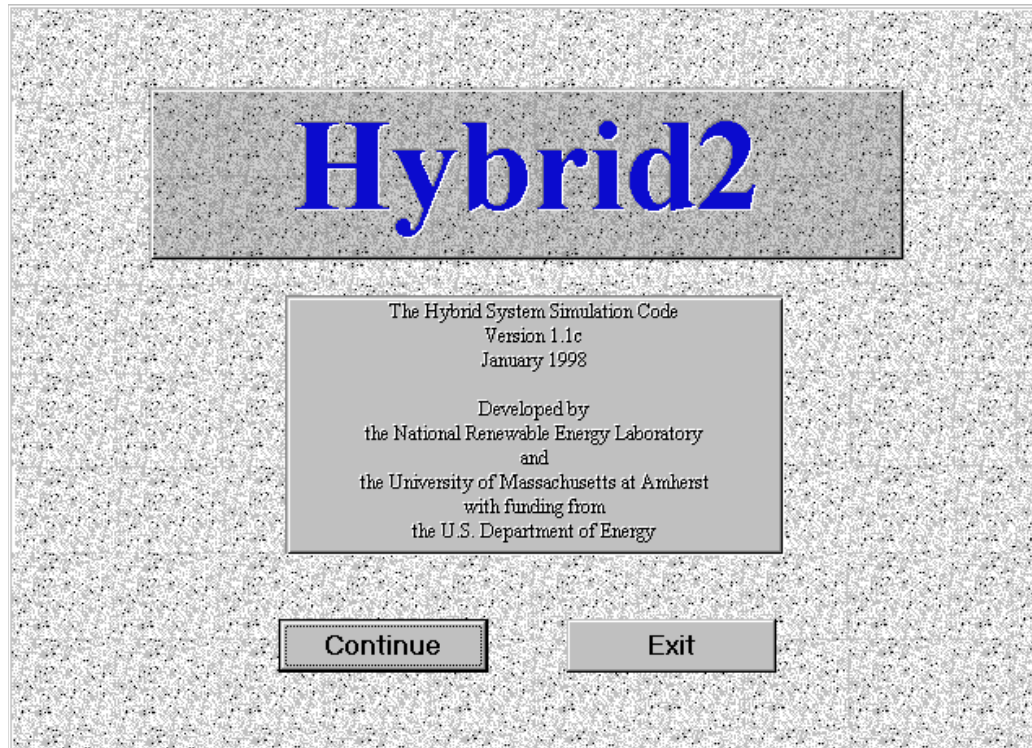 Hybrid2
The Hybrid System Simulation Code
Version 1.1c
January 1998
Developed by
the National Renewable Energy Laboratory
and
the University of Massachusetts at Amherst
with funding from
the U.S. Department of Energy
Continue Exit